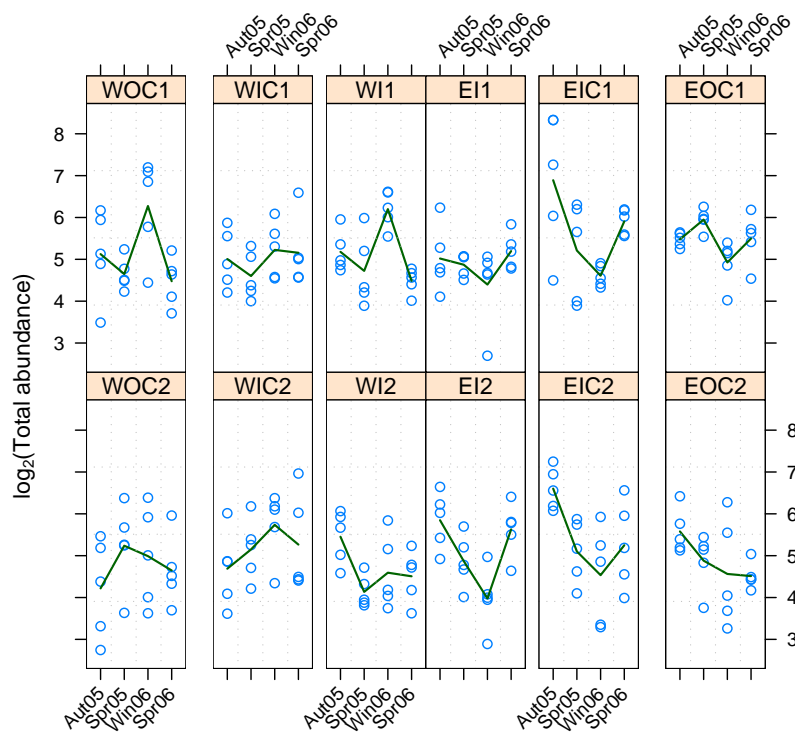 Aut05 Spr05 Win06 Spr06 Aut05 Spr05 Win06 Spr06 Aut05 Spr05 Win06 Spr06
WOC1 WIC1 WI1 EI1 EIC1 EOC1
8
7
6
5
4
3
log2(Total abundance)
WOC2 WIC2 WI2 EI2 EIC2 EOC2
8
7
6
5
4
3
Aut05 Spr05 Win06 Spr06 Aut05 Spr05 Win06 Spr06 Aut05 Spr05 Win06 Spr06